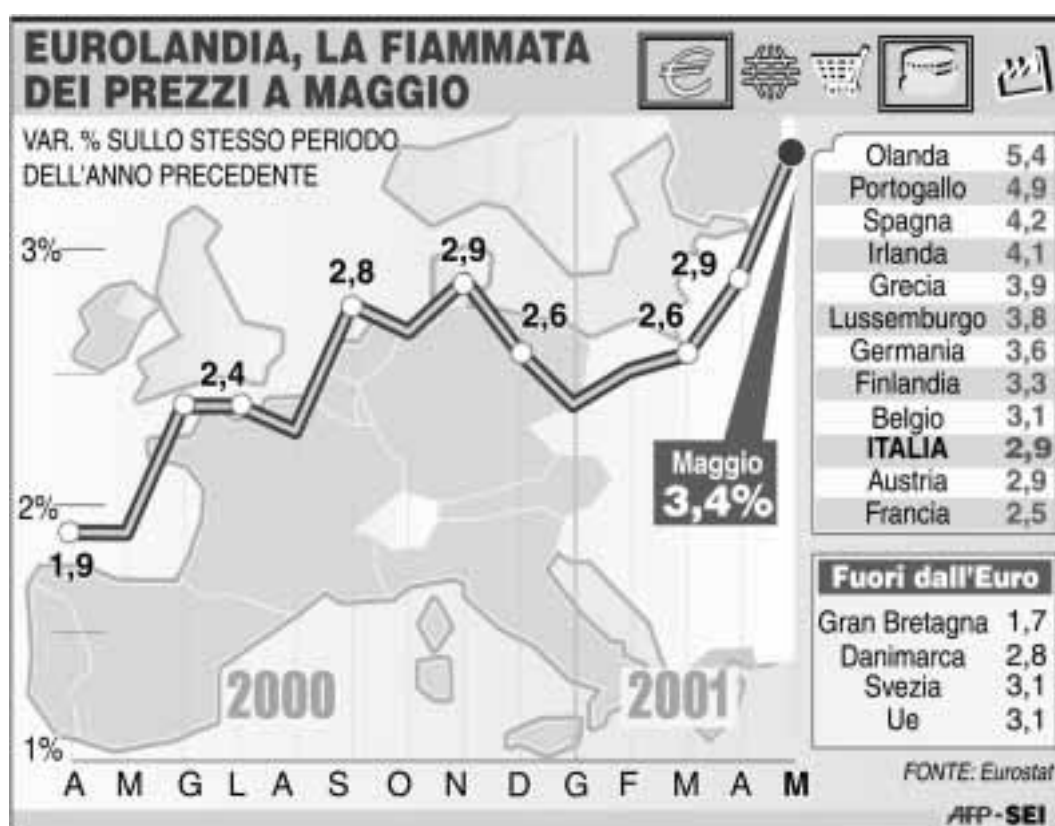 EUROLANDIA, LA FIAMMATA
DEI PREZZI A MAGGIO
€
VAR. % SULLO STESSO PERIODO
DELL'ANNO PRECEDENTE
3%
2%
1%
1,9
2,4
2,8
2,9
2,6
2,6
2,9
Maggio
3,4%
2000
2001
A M G L A S O N D G F M A M
Olanda 5,4
Portogallo 4,9
Spagna 4,2
Irlanda 4,1
Grecia 3,9
Lussemburgo 3,8
Germania 3,6
Finlandia 3,3
Belgio 3,1
ITALIA 2,9
Austria 2,9
Francia 2,5
Fuori dall'Euro
Gran Bretagna 1,7
Danimarca 2,8
Svezia 3,1
Ue 3,1
FONTE: Eurostat
AFP-SEI